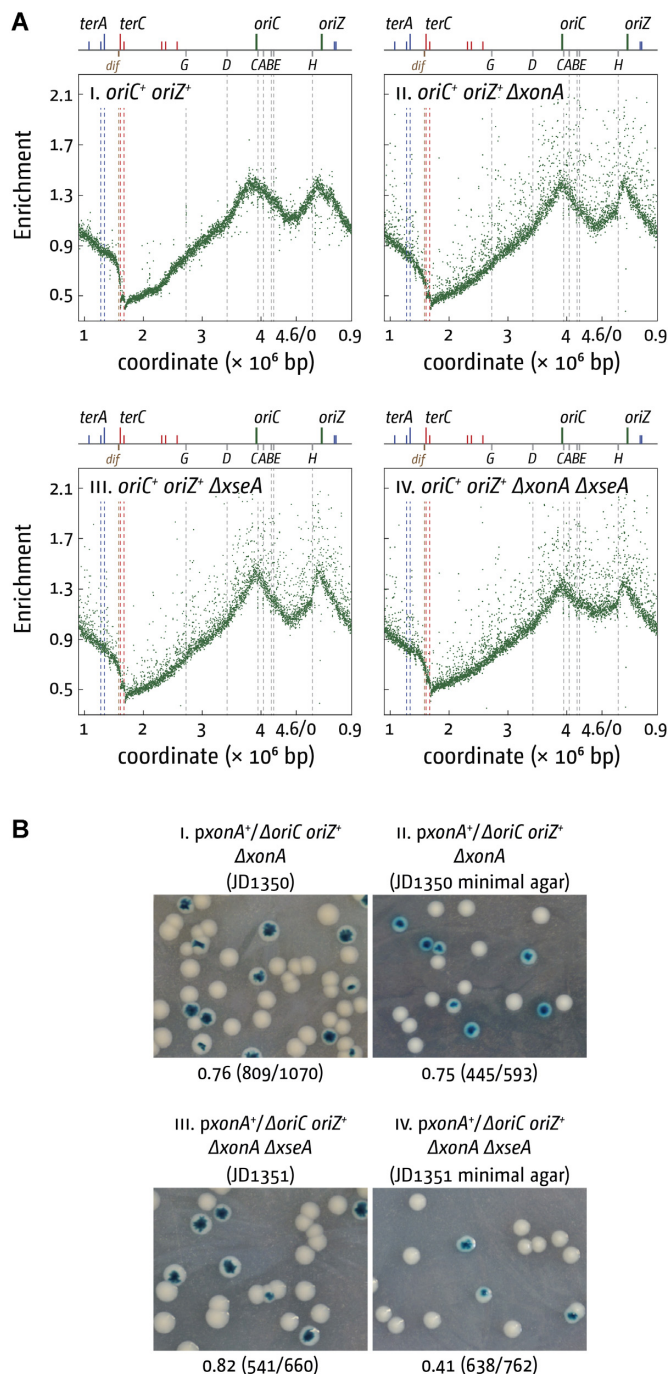 A
terA terC oriC oriZ
dif G D CABE H
I. oriC⁺ oriZ⁺
2.1
1.7
1.3
0.9
0.5
Enrichment
1 2 3 4 4.6/0 0.9
coordinate (× 10⁶ bp)
terA terC oriC oriZ
dif G D CABE H
II. oriC⁺ oriZ⁺ ΔxonA
1 2 3 4 4.6/0 0.9
coordinate (× 10⁶ bp)
terA terC oriC oriZ
dif G D CABE H
III. oriC⁺ oriZ⁺ ΔxseA
2.1
1.7
1.3
0.9
0.5
Enrichment
1 2 3 4 4.6/0 0.9
coordinate (× 10⁶ bp)
terA terC oriC oriZ
dif G D CABE H
IV. oriC⁺ oriZ⁺ ΔxonA ΔxseA
1 2 3 4 4.6/0 0.9
coordinate (× 10⁶ bp)
B
I. pxonA⁺/ΔoriC oriZ⁺
ΔxonA
(JD1350)
0.76 (809/1070)
II. pxonA⁺/ΔoriC oriZ⁺
ΔxonA
(JD1350 minimal agar)
0.75 (445/593)
III. pxonA⁺/ΔoriC oriZ⁺
ΔxonA ΔxseA
(JD1351)
0.82 (541/660)
IV. pxonA⁺/ΔoriC oriZ⁺
ΔxonA ΔxseA
(JD1351 minimal agar)
0.41 (638/762)